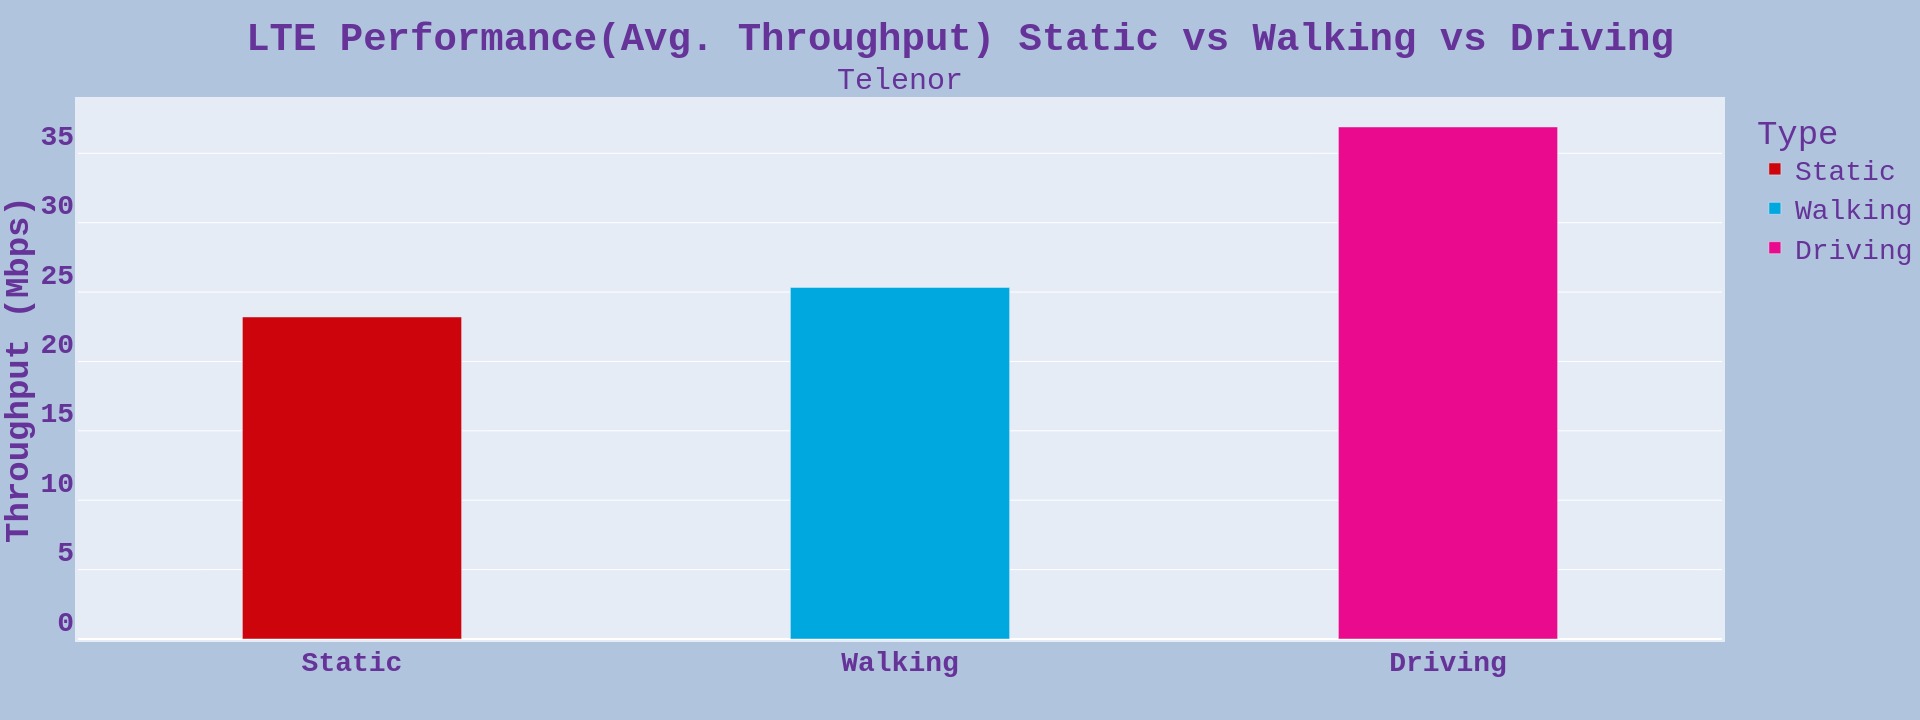 LTE Performance(Avg. Throughput) Static vs Walking vs Driving
Telenor
Throughput (Mbps)
35
30
25
20
15
10
5
0
Static
Walking
Driving
Type
Static
Walking
Driving